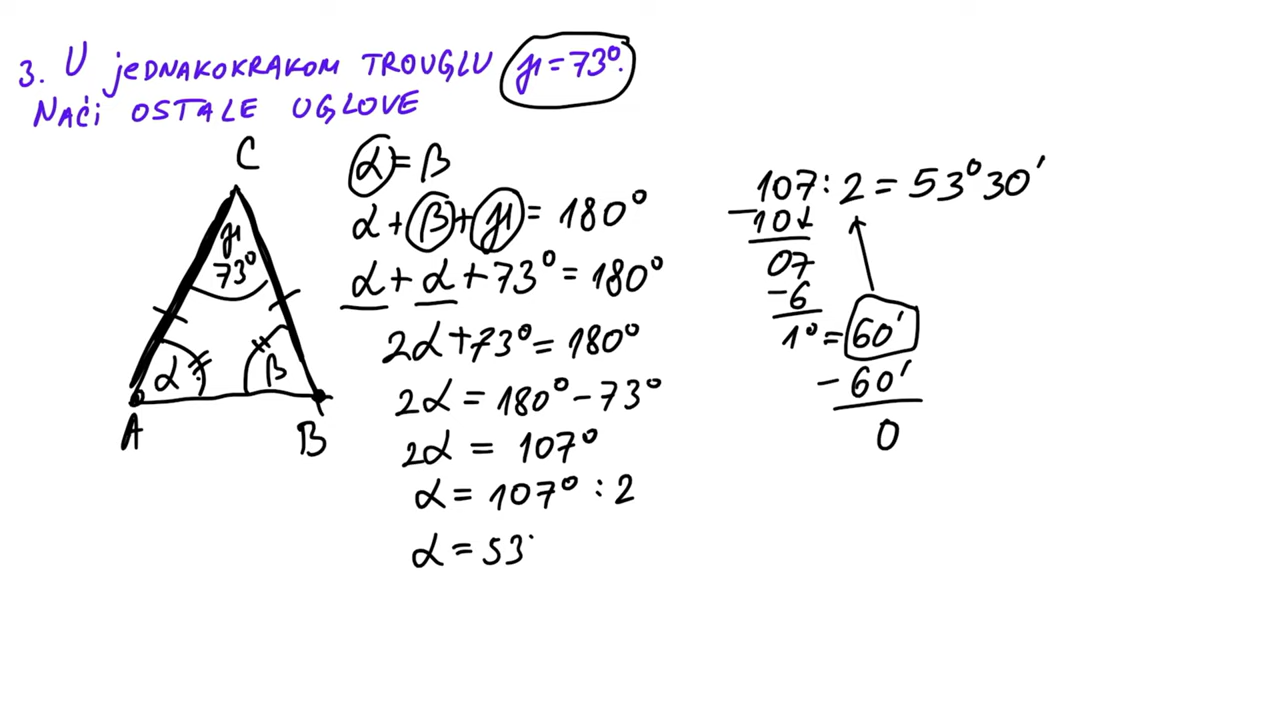 3. U JEDNAKOKRAKOM TROUGLU γ = 73°.
NAĆI OSTALE UGLOVE
C
γ
73°
α
β
A
B
α = β
α + β + γ = 180°
α + α + 73° = 180°
2α + 73° = 180°
2α = 180° - 73°
2α = 107°
α = 107° : 2
α = 53°
107 : 2 = 53° 30'
-10↓
07
-6
1° = 60'
-60'
0